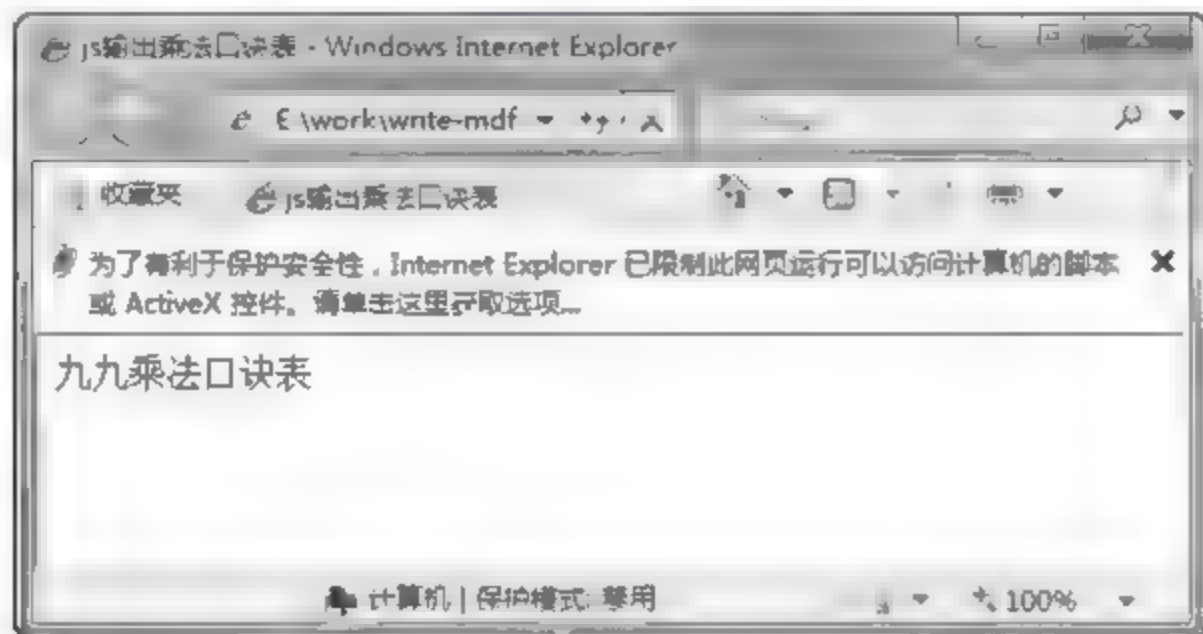 js输出乘法口诀表 - Windows Internet Explorer
E:\work\write-mdf
收藏夹 js输出乘法口诀表
为了有利于保护安全性，Internet Explorer 已限制此网页运行可以访问计算机的脚本
或 ActiveX 控件。请单击这里获取选项...
九九乘法口诀表
计算机 | 保护模式: 禁用 100%